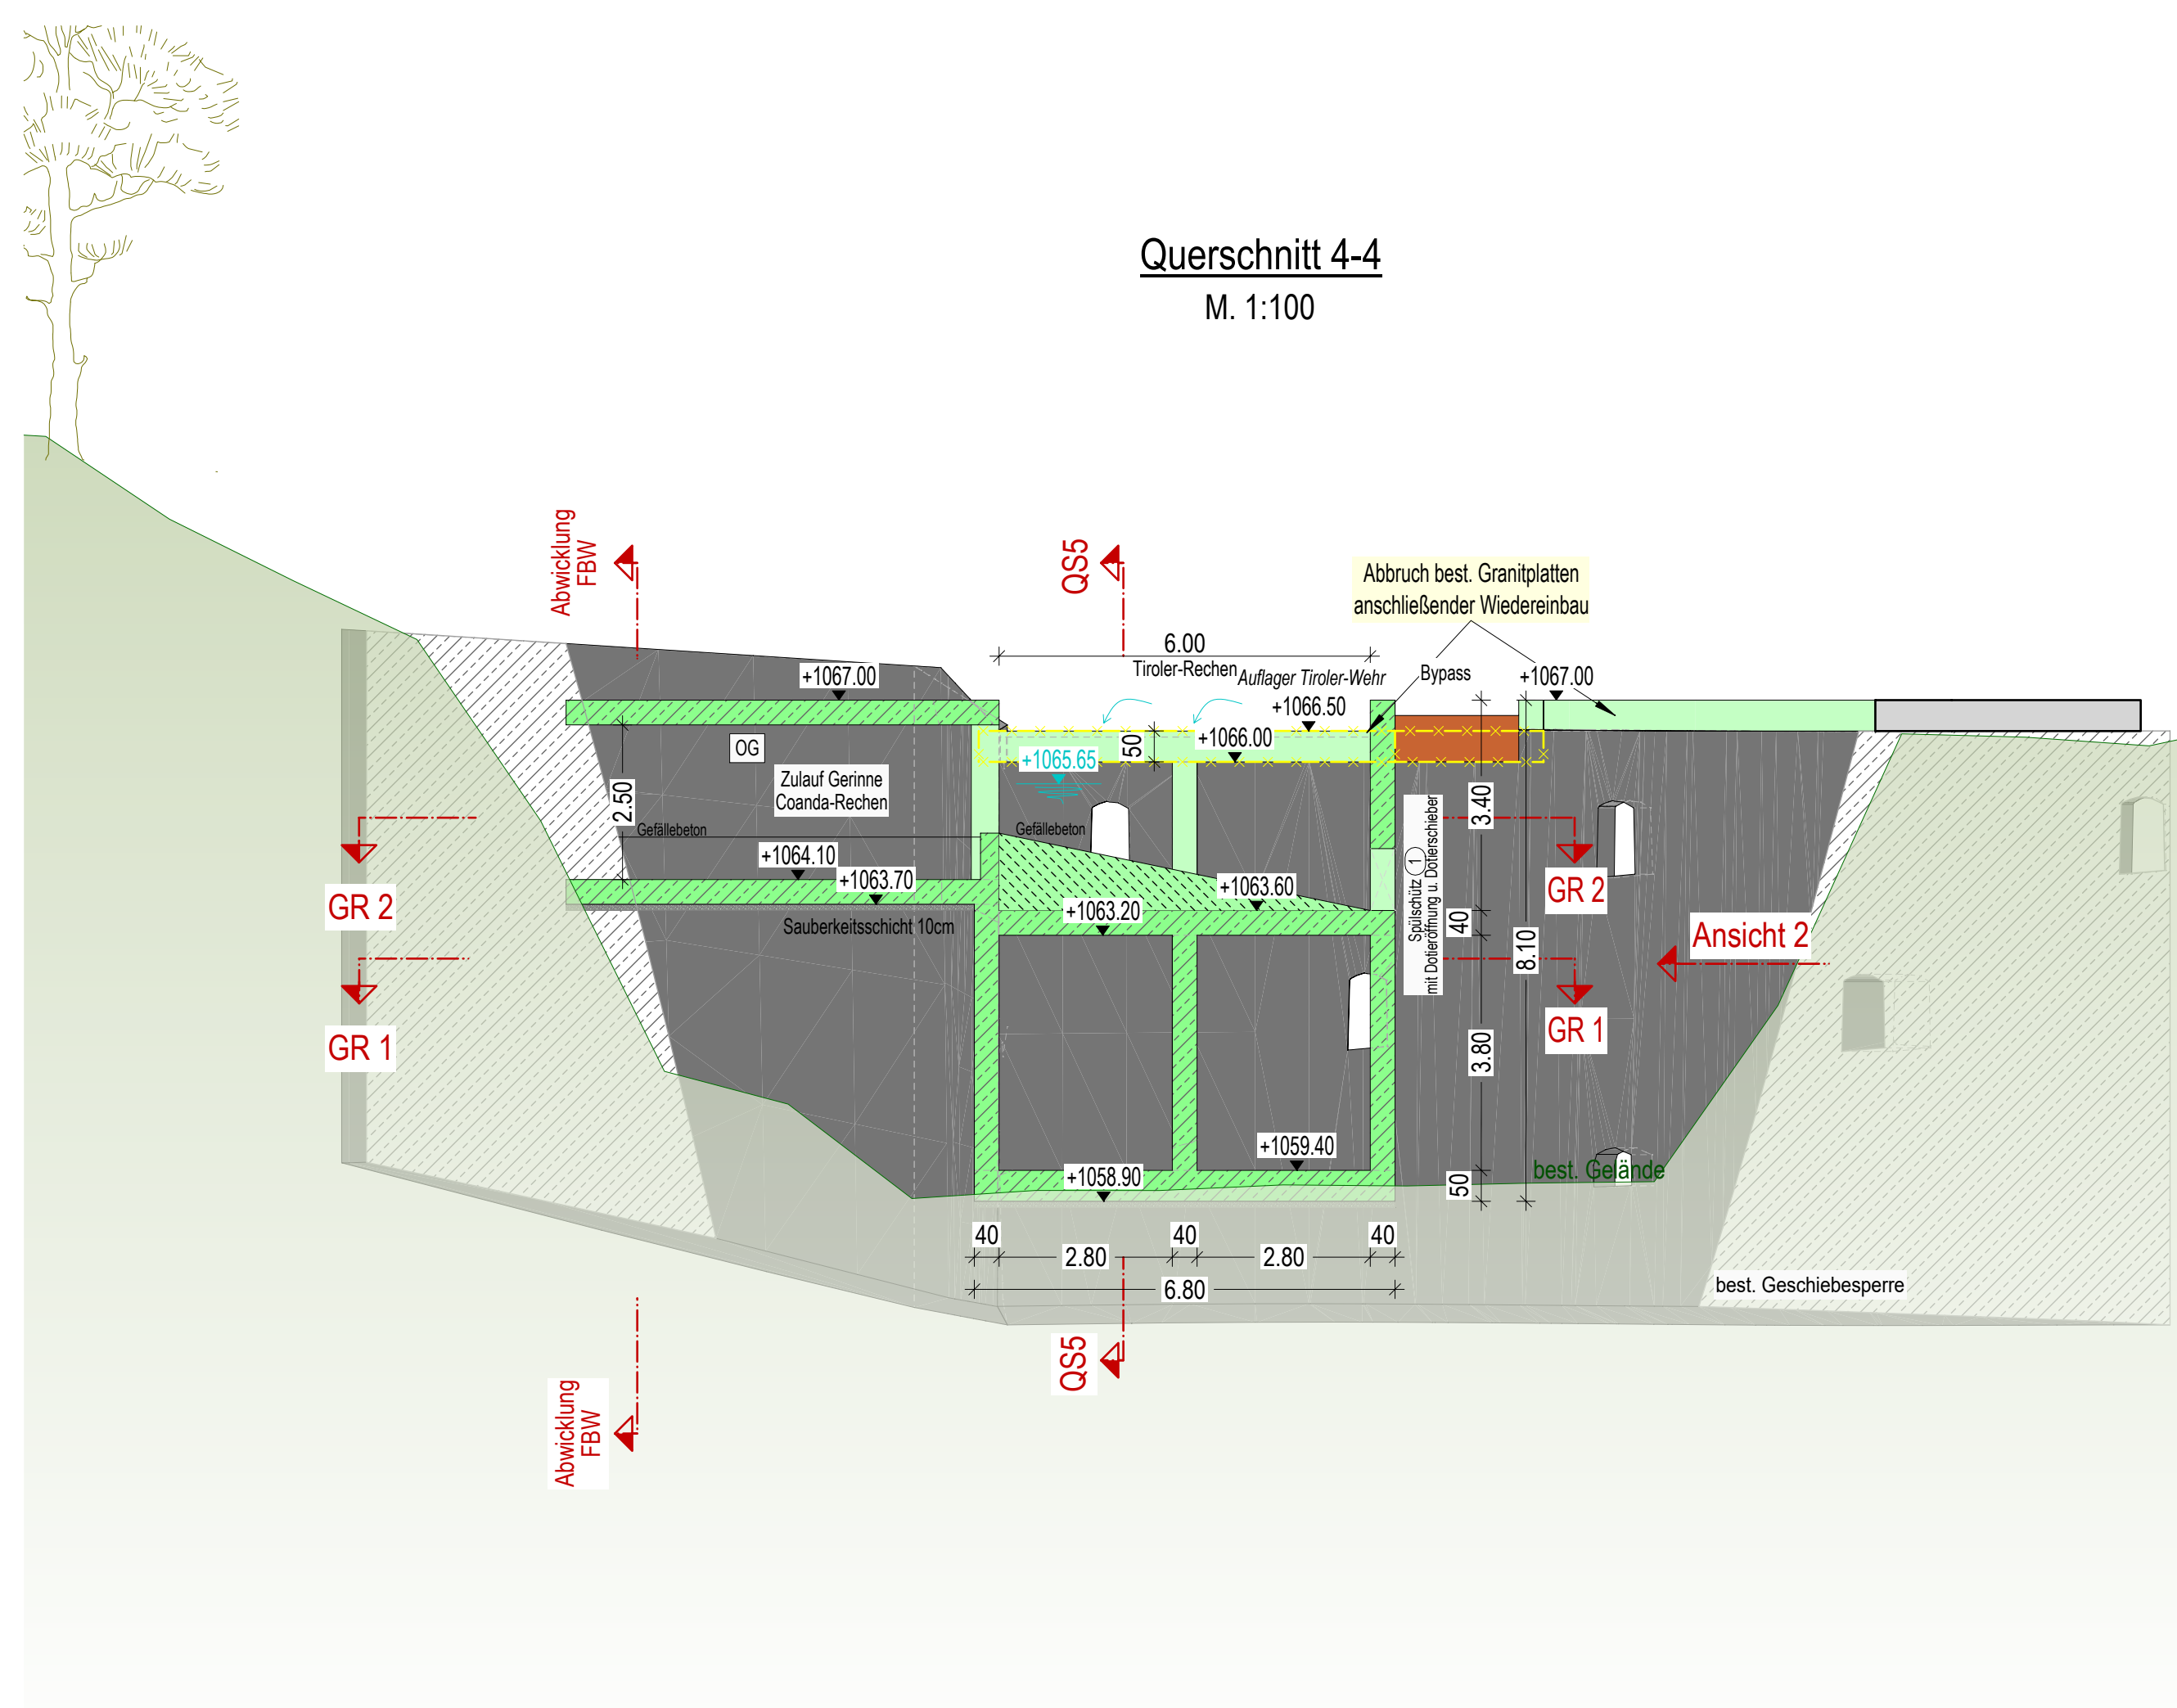 Querschnitt 4-4
M. 1:100
Abwicklung
FBW
QS5
Abbruch best. Granitplatten
anschließender Wiedereinbau
6.00
Tiroler-Rechen
Auflager Tiroler-Wehr
Bypass
+1067.00
+1067.00
+1066.50
+1066.00
50
+1065.65
OG
Zulauf Gerinne
Coanda-Rechen
2.50
Gefällebeton
Gefällebeton
+1064.10
+1063.70
+1063.60
+1063.20
Sauberkeitsschicht 10cm
Spülschütz 1
mit Dotieröffnung u. Dotierschieber
3.40
40
8.10
3.80
50
GR 2
GR 2
GR 1
GR 1
Ansicht 2
+1059.40
+1058.90
best. Gelände
40
40
40
2.80
2.80
6.80
best. Geschiebesperre
QS5
Abwicklung
FBW